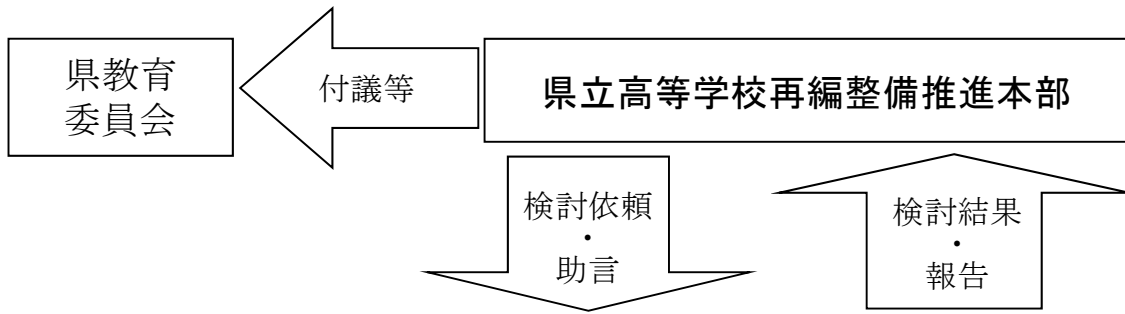 県教育
委員会
付議等
県立高等学校再編整備推進本部
検討依頼
・
助言
検討結果
・
報告